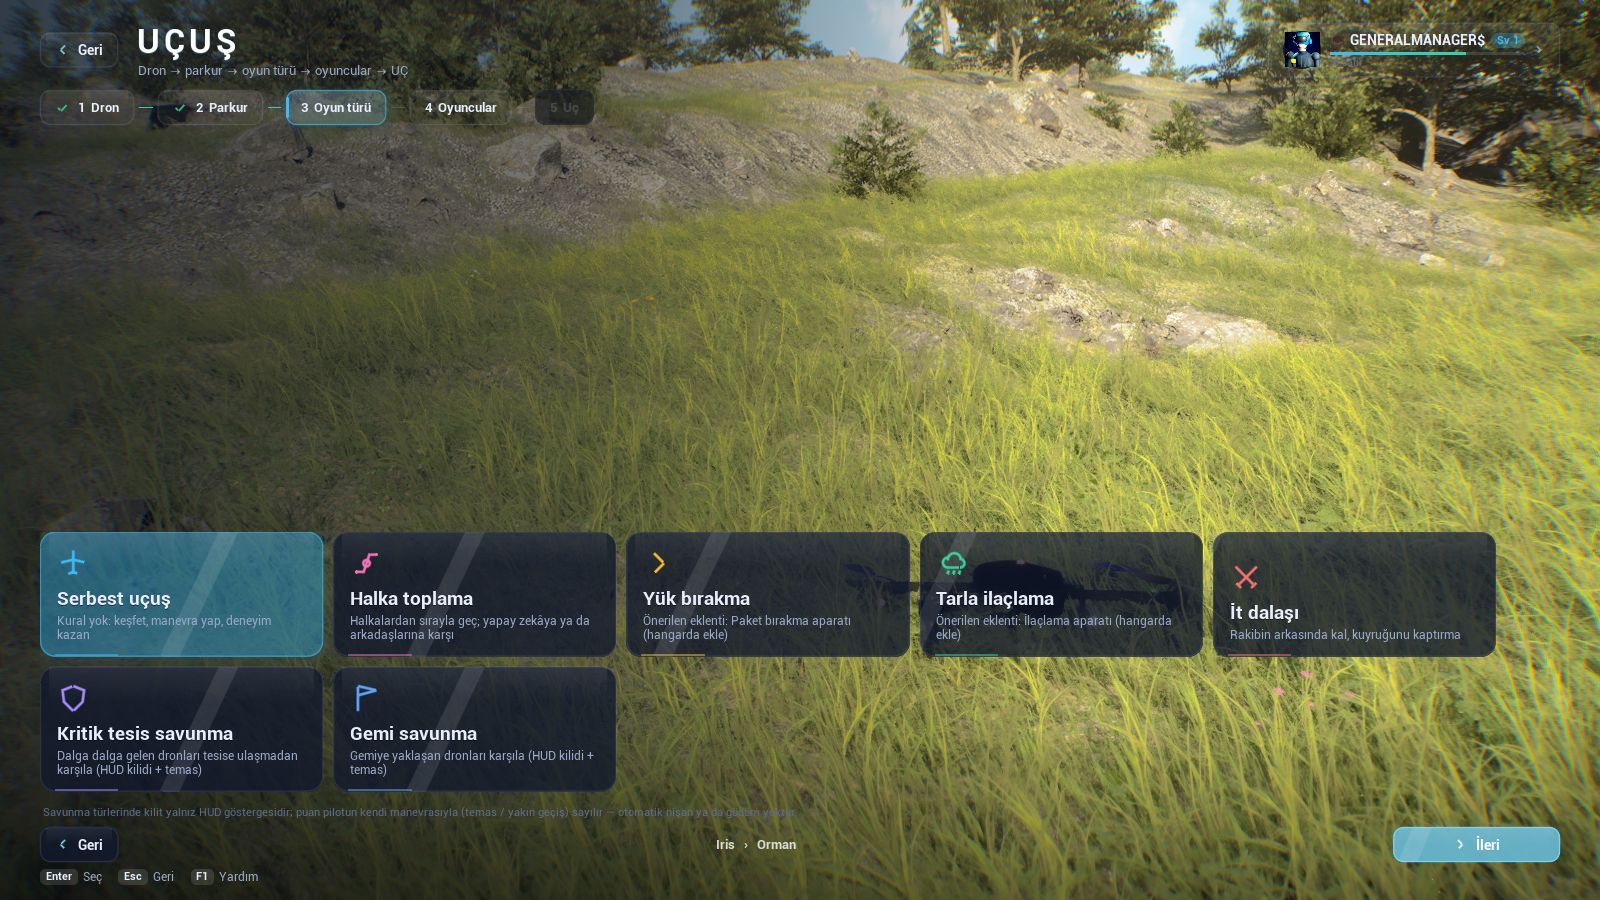 Geri
UÇUŞ
Dron → parkur → oyun türü → oyuncular → UÇ
1 Dron
2 Parkur
3 Oyun türü
4 Oyuncular
5 Uç
GENERALMANAGER$
Sv 1
Serbest uçuş
Kural yok: keşfet, manevra yap, deneyim
kazan
Halka toplama
Halkalardan sırayla geç; yapay zekâya ya da
arkadaşlarına karşı
Yük bırakma
Önerilen eklenti: Paket bırakma aparatı
(hangarda ekle)
Tarla ilaçlama
Önerilen eklenti: İlaçlama aparatı (hangarda
ekle)
İt dalaşı
Rakibin arkasında kal, kuyruğunu kaptırma
Kritik tesis savunma
Dalga dalga gelen dronları tesise ulaşmadan
karşıla (HUD kilidi + temas)
Gemi savunma
Gemiye yaklaşan dronları karşıla (HUD kilidi +
temas)
Savunma türlerinde kilit yalnız HUD göstergesidir; puan pilotun kendi manevrasıyla (temas / yakın geçiş) sayılır — otomatik nişan ya da güdüm yoktur.
Geri
Iris › Orman
İleri
Enter Seç Esc Geri F1 Yardım